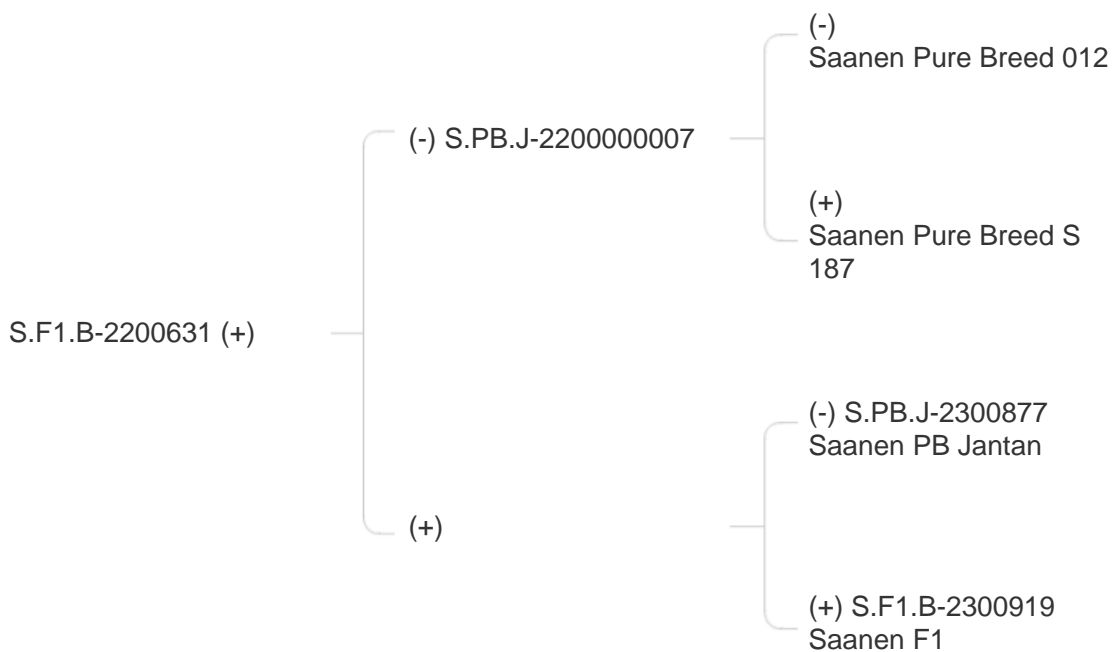 S.F1.B-2200631 (+)
(-) S.PB.J-2200000007
(-)
Saanen Pure Breed 012
(+)
Saanen Pure Breed S
187
(+)
(-) S.PB.J-2300877
Saanen PB Jantan
(+) S.F1.B-2300919
Saanen F1